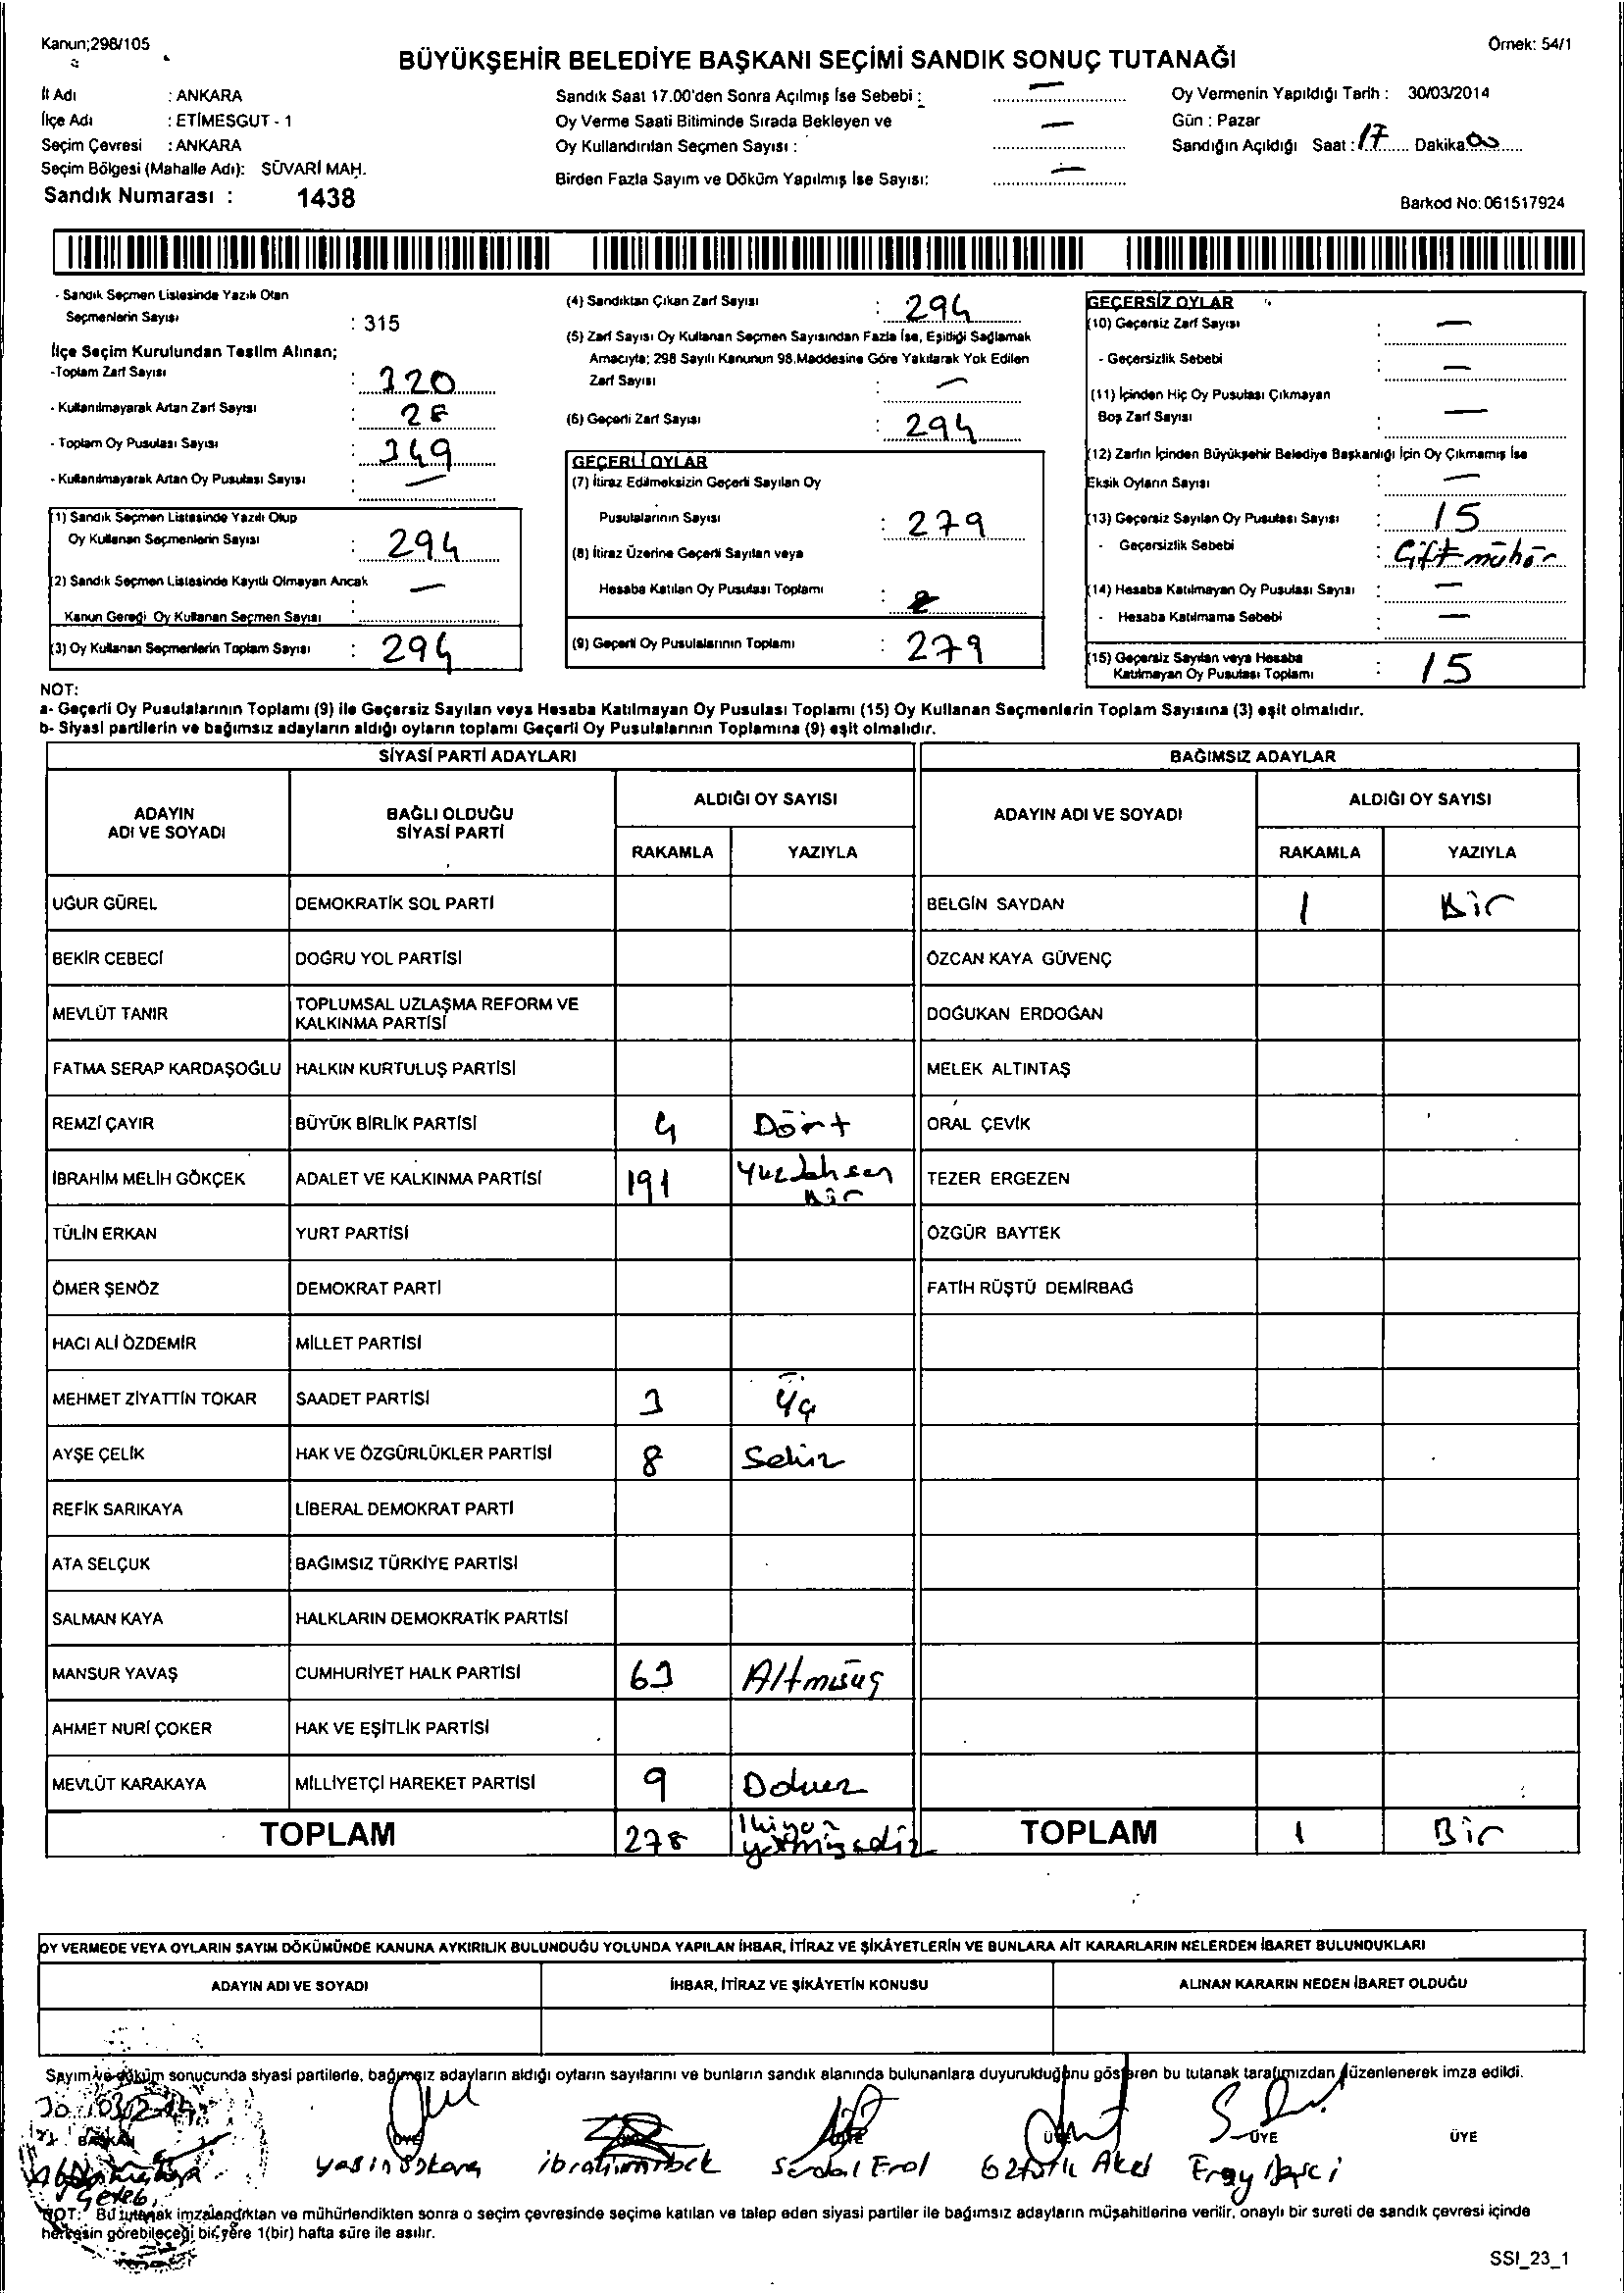 Kanun;298/105
Örnek: 54/1
BÜYÜKŞEHİR BELEDİYE BAŞKANI SEÇİMİ SANDIK SONUÇ TUTANAĞI
İl Adı : ANKARA
İlçe Adı : ETİMESGUT - 1
Seçim Çevresi : ANKARA
Seçim Bölgesi (Mahalle Adı): SÜVARİ MAH.
Sandık Numarası : 1438
Sandık Saat 17.00'den Sonra Açılmış İse Sebebi : —
Oy Verme Saati Bitiminde Sırada Bekleyen ve
Oy Kullandırılan Seçmen Sayısı : —
Birden Fazla Sayım ve Döküm Yapılmış İse Sayısı: —
Oy Vermenin Yapıldığı Tarih : 30/03/2014
Gün : Pazar
Sandığın Açıldığı Saat : 17 Dakika 00
Barkod No: 061517924
- Sandık Seçmen Listesinde Yazılı Olan
Seçmenlerin Sayısı : 315
İlçe Seçim Kurulundan Teslim Alınan;
-Toplam Zarf Sayısı : 320
- Kullanılmayarak Artan Zarf Sayısı : 28
- Toplam Oy Pusulası Sayısı : 349
- Kullanılmayarak Artan Oy Pusulası Sayısı : —
(1) Sandık Seçmen Listesinde Yazılı Olup
Oy Kullanan Seçmenlerin Sayısı : 294
(2) Sandık Seçmen Listesinde Kayıtlı Olmayan Ancak
Kanun Gereği Oy Kullanan Seçmen Sayısı : —
(3) Oy Kullanan Seçmenlerin Toplam Sayısı : 294
(4) Sandıktan Çıkan Zarf Sayısı : 294
(5) Zarf Sayısı Oy Kullanan Seçmen Sayısından Fazla İse, Eşitliği Sağlamak
Amacıyla; 298 Sayılı Kanunun 98.Maddesine Göre Yakılarak Yok Edilen
Zarf Sayısı : —
(6) Geçerli Zarf Sayısı : 294
GEÇERLİ OYLAR
(7) İtiraz Edilmeksizin Geçerli Sayılan Oy
Pusulalarının Sayısı : 279
(8) İtiraz Üzerine Geçerli Sayılan veya
Hesaba Katılan Oy Pusulası Toplamı :
(9) Geçerli Oy Pusulalarının Toplamı : 279
GEÇERSİZ OYLAR
(10) Geçersiz Zarf Sayısı : —
- Geçersizlik Sebebi : —
(11) İçinden Hiç Oy Pusulası Çıkmayan
Boş Zarf Sayısı : —
(12) Zarfın İçinden Büyükşehir Belediye Başkanlığı İçin Oy Çıkmamış İse
Eksik Oyların Sayısı : —
(13) Geçersiz Sayılan Oy Pusulası Sayısı : 15
- Geçersizlik Sebebi : Çift mühür
(14) Hesaba Katılmayan Oy Pusulası Sayısı : —
- Hesaba Katılmama Sebebi : —
(15) Geçersiz Sayılan veya Hesaba
Katılmayan Oy Pusulası Toplamı : 15
NOT:
a- Geçerli Oy Pusulalarının Toplamı (9) ile Geçersiz Sayılan veya Hesaba Katılmayan Oy Pusulası Toplamı (15) Oy Kullanan Seçmenlerin Toplam Sayısına (3) eşit olmalıdır.
b- Siyasi partilerin ve bağımsız adayların aldığı oyların toplamı Geçerli Oy Pusulalarının Toplamına (9) eşit olmalıdır.
SİYASİ PARTİ ADAYLARI BAĞIMSIZ ADAYLAR
ADAYIN ADI VE SOYADI BAĞLI OLDUĞU SİYASİ PARTİ ALDIĞI OY SAYISI ADAYIN ADI VE SOYADI ALDIĞI OY SAYISI
RAKAMLA YAZIYLA RAKAMLA YAZIYLA
UĞUR GÜREL DEMOKRATİK SOL PARTİ BELGİN SAYDAN 1 Bir
BEKİR CEBECİ DOĞRU YOL PARTİSİ ÖZCAN KAYA GÜVENÇ
MEVLÜT TANIR TOPLUMSAL UZLAŞMA REFORM VE KALKINMA PARTİSİ DOĞUKAN ERDOĞAN
FATMA SERAP KARDAŞOĞLU HALKIN KURTULUŞ PARTİSİ MELEK ALTINTAŞ
REMZİ ÇAYIR BÜYÜK BİRLİK PARTİSİ 4 Dört ORAL ÇEVİK
İBRAHİM MELİH GÖKÇEK ADALET VE KALKINMA PARTİSİ 191 Bir TEZER ERGEZEN
TÜLİN ERKAN YURT PARTİSİ ÖZGÜR BAYTEK
ÖMER ŞENÖZ DEMOKRAT PARTİ FATİH RÜŞTÜ DEMİRBAĞ
HACI ALİ ÖZDEMİR MİLLET PARTİSİ
MEHMET ZİYATTİN TOKAR SAADET PARTİSİ 3 Üç
AYŞE ÇELİK HAK VE ÖZGÜRLÜKLER PARTİSİ 8 Sekiz
REFİK SARIKAYA LİBERAL DEMOKRAT PARTİ
ATA SELÇUK BAĞIMSIZ TÜRKİYE PARTİSİ
SALMAN KAYA HALKLARIN DEMOKRATİK PARTİSİ
MANSUR YAVAŞ CUMHURİYET HALK PARTİSİ 63 Altmışüç
AHMET NURİ ÇOKER HAK VE EŞİTLİK PARTİSİ
MEVLÜT KARAKAYA MİLLİYETÇİ HAREKET PARTİSİ 9 Dokuz
TOPLAM 278 İkiyüz yetmişsekiz TOPLAM 1 Bir
OY VERMEDE VEYA OYLARIN SAYIM DÖKÜMÜNDE KANUNA AYKIRILIK BULUNDUĞU YOLUNDA YAPILAN İHBAR, İTİRAZ VE ŞİKÂYETLERİN VE BUNLARA AİT KARARLARIN NELERDEN İBARET BULUNDUKLARI
ADAYIN ADI VE SOYADI İHBAR, İTİRAZ VE ŞİKÂYETİN KONUSU ALINAN KARARIN NEDEN İBARET OLDUĞU
Sayım ve döküm sonucunda siyasi partilerle, bağımsız adayların aldığı oyların sayılarını ve bunların sandık alanında bulunanlara duyurulduğunu gösteren bu tutanak tarafımızdan düzenlenerek imza edildi.
BAŞKAN ÜYE ÜYE ÜYE ÜYE ÜYE
Serdal Erol
NOT: Bu tutanak imzalandıktan ve mühürlendikten sonra o seçim çevresinde seçime katılan ve talep eden siyasi partiler ile bağımsız adayların müşahitlerine verilir, onaylı bir sureti de sandık çevresi içinde
herkesin görebileceği bir yere 1(bir) hafta süre ile asılır.
SSI_23_1